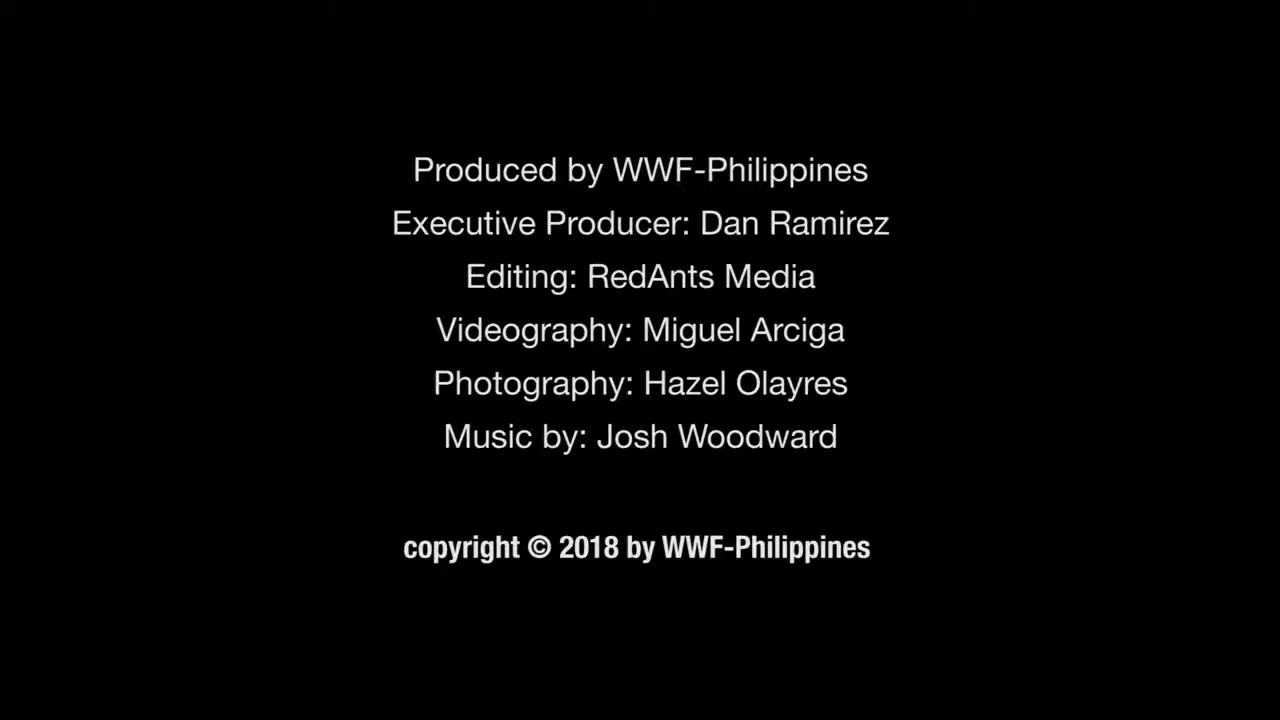 Produced by WWF-Philippines
Executive Producer: Dan Ramirez
Editing: RedAnts Media
Videography: Miguel Arciga
Photography: Hazel Olayres
Music by: Josh Woodward
copyright © 2018 by WWF-Philippines